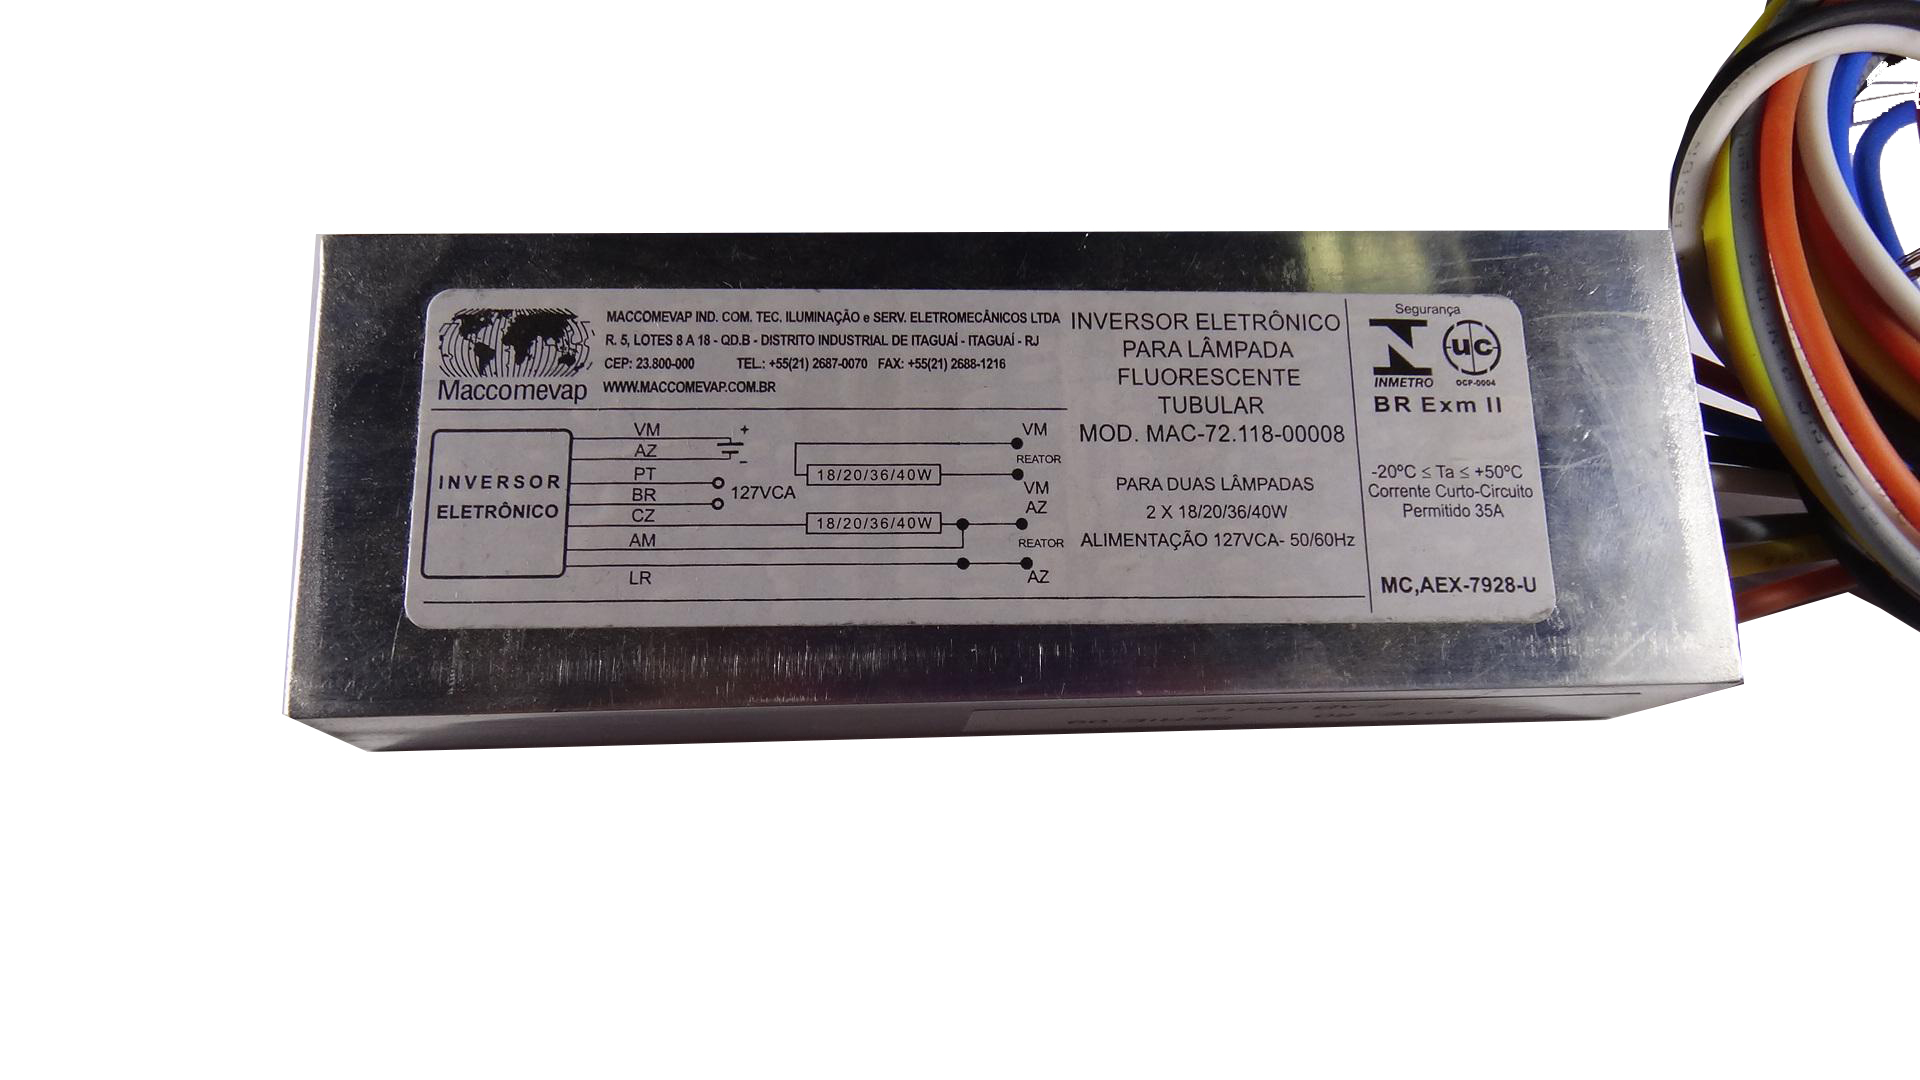 Maccomevap
MACCOMEVAP IND. COM. TEC. ILUMINAÇÃO e SERV. ELETROMECÂNICOS LTDA
R. 5, LOTES 8 A 18 - QD.B - DISTRITO INDUSTRIAL DE ITAGUAÍ - ITAGUAÍ - RJ
CEP: 23.800-000 TEL.: +55(21) 2687-0070 FAX: +55(21) 2688-1216
WWW.MACCOMEVAP.COM.BR
INVERSOR
ELETRÔNICO
VM
AZ
PT
BR
CZ
AM
LR
+
-
127VCA
18/20/36/40W
18/20/36/40W
VM
REATOR
VM
AZ
REATOR
AZ
INVERSOR ELETRÔNICO
PARA LÂMPADA
FLUORESCENTE
TUBULAR
MOD. MAC-72.118-00008
PARA DUAS LÂMPADAS
2 X 18/20/36/40W
ALIMENTAÇÃO 127VCA- 50/60Hz
Segurança
INMETRO
UC
OCP-0004
BR Exm II
-20ºC ≤ Ta ≤ +50ºC
Corrente Curto-Circuito
Permitido 35A
MC,AEX-7928-U